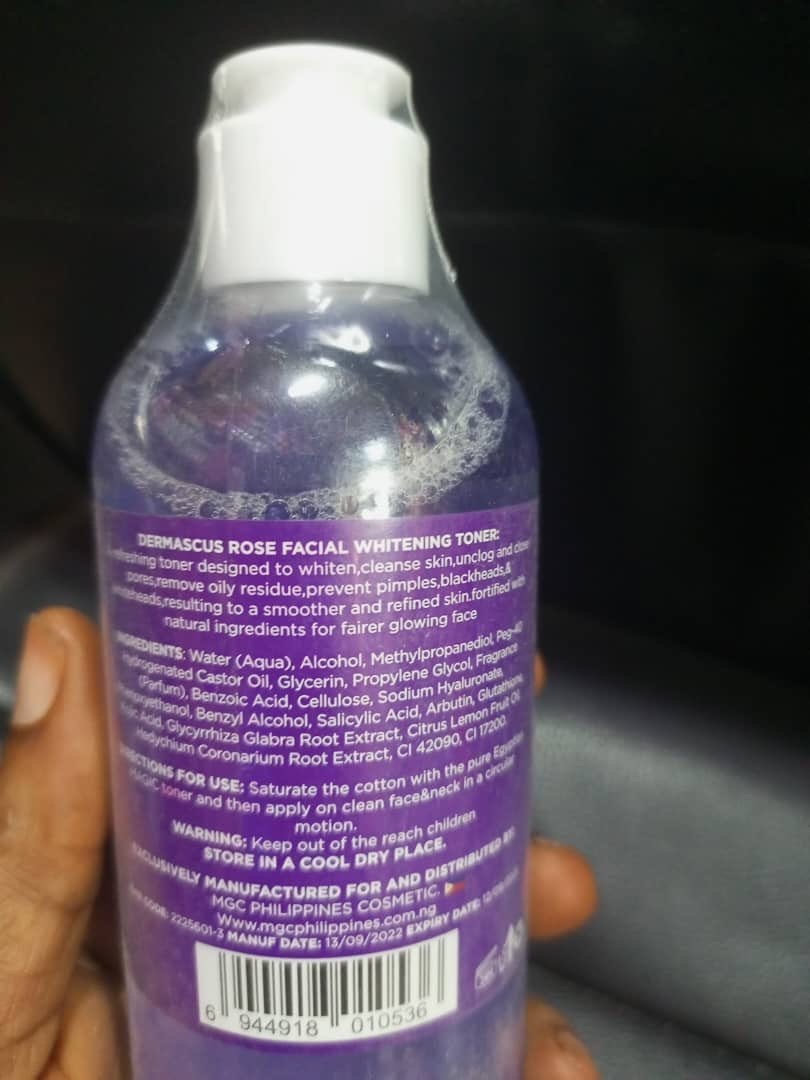 DERMASCUS ROSE FACIAL WHITENING TONER:
refreshing toner designed to whiten,cleanse skin,unclog and close
pores,remove oily residue,prevent pimples,blackheads,&
whiteheads,resulting to a smoother and refined skin.fortified with
natural ingredients for fairer glowing face
INGREDIENTS: Water (Aqua), Alcohol, Methylpropanediol, Peg-40
Hydrogenated Castor Oil, Glycerin, Propylene Glycol, Fragrance
(Parfum), Benzoic Acid, Cellulose, Sodium Hyaluronate,
Benzyl Alcohol, Salicylic Acid, Arbutin, Glutathione,
Acid, Glycyrrhiza Glabra Root Extract, Citrus Lemon Fruit Oil,
Hedychium Coronarium Root Extract, CI 42090, CI 17200.
DIRECTIONS FOR USE: Saturate the cotton with the pure Egyptian
MAGIC toner and then apply on clean face&neck in a circular
motion.
WARNING: Keep out of the reach children
STORE IN A COOL DRY PLACE.
EXCLUSIVELY MANUFACTURED FOR AND DISTRIBUTED BY:
MGC PHILIPPINES COSMETIC.
Www.mgcphilippines.com.ng
CODE: 2225601-3 MANUF DATE: 13/09/2022 EXPIRY DATE:
6 944918 010536